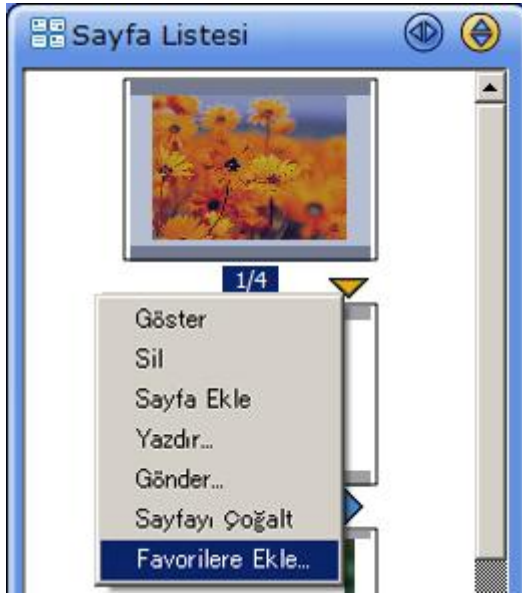 Sayfa Listesi
1/4
Göster
Sil
Sayfa Ekle
Yazdır...
Gönder...
Sayfayı Çoğalt
Favorilere Ekle...